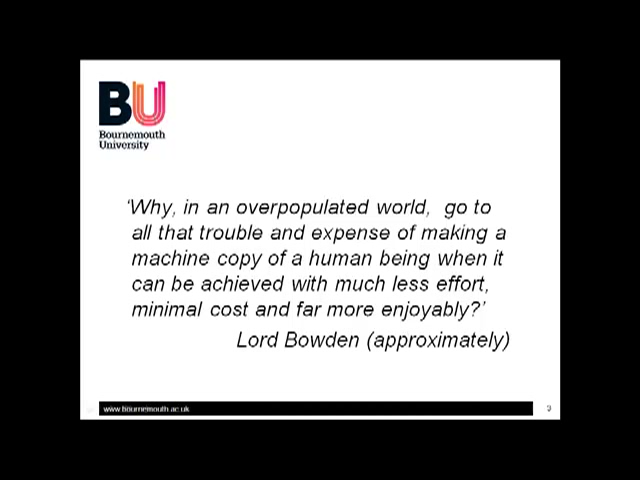 BU
Bournemouth
University
‘Why, in an overpopulated world, go to
all that trouble and expense of making a
machine copy of a human being when it
can be achieved with much less effort,
minimal cost and far more enjoyably?’
Lord Bowden (approximately)
www.bournemouth.ac.uk